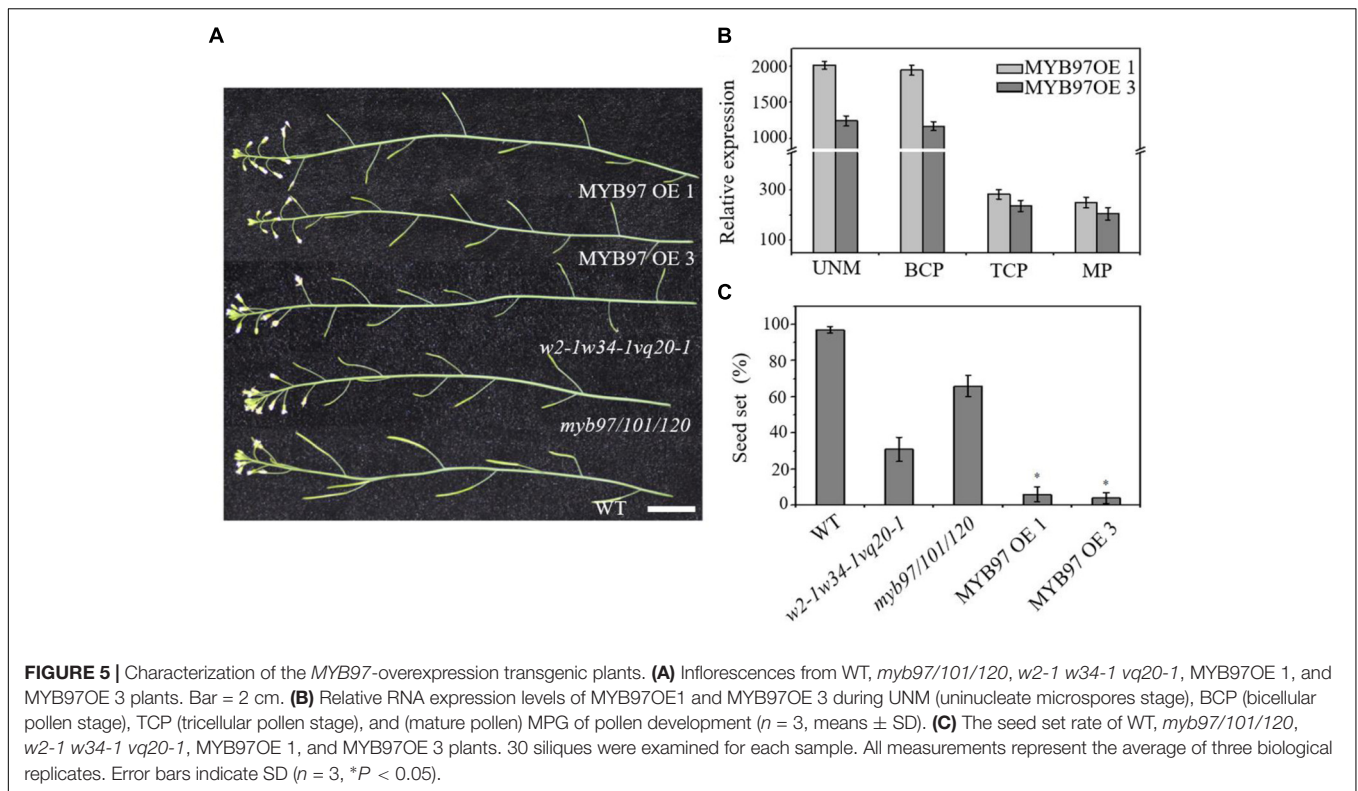 A
MYB97 OE 1
MYB97 OE 3
w2-1w34-1vq20-1
myb97/101/120
WT
B
Relative expression
2000
1500
1000
300
100
MYB97OE 1
MYB97OE 3
UNM BCP TCP MP
C
Seed set (%)
100
80
60
40
20
0
* *
WT
w2-1w34-1vq20-1
myb97/101/120
MYB97 OE 1
MYB97 OE 3
FIGURE 5 | Characterization of the MYB97-overexpression transgenic plants. (A) Inflorescences from WT, myb97/101/120, w2-1 w34-1 vq20-1, MYB97OE 1, and
MYB97OE 3 plants. Bar = 2 cm. (B) Relative RNA expression levels of MYB97OE1 and MYB97OE 3 during UNM (uninucleate microspores stage), BCP (bicellular
pollen stage), TCP (tricellular pollen stage), and (mature pollen) MPG of pollen development (n = 3, means ± SD). (C) The seed set rate of WT, myb97/101/120,
w2-1 w34-1 vq20-1, MYB97OE 1, and MYB97OE 3 plants. 30 siliques were examined for each sample. All measurements represent the average of three biological
replicates. Error bars indicate SD (n = 3, *P < 0.05).